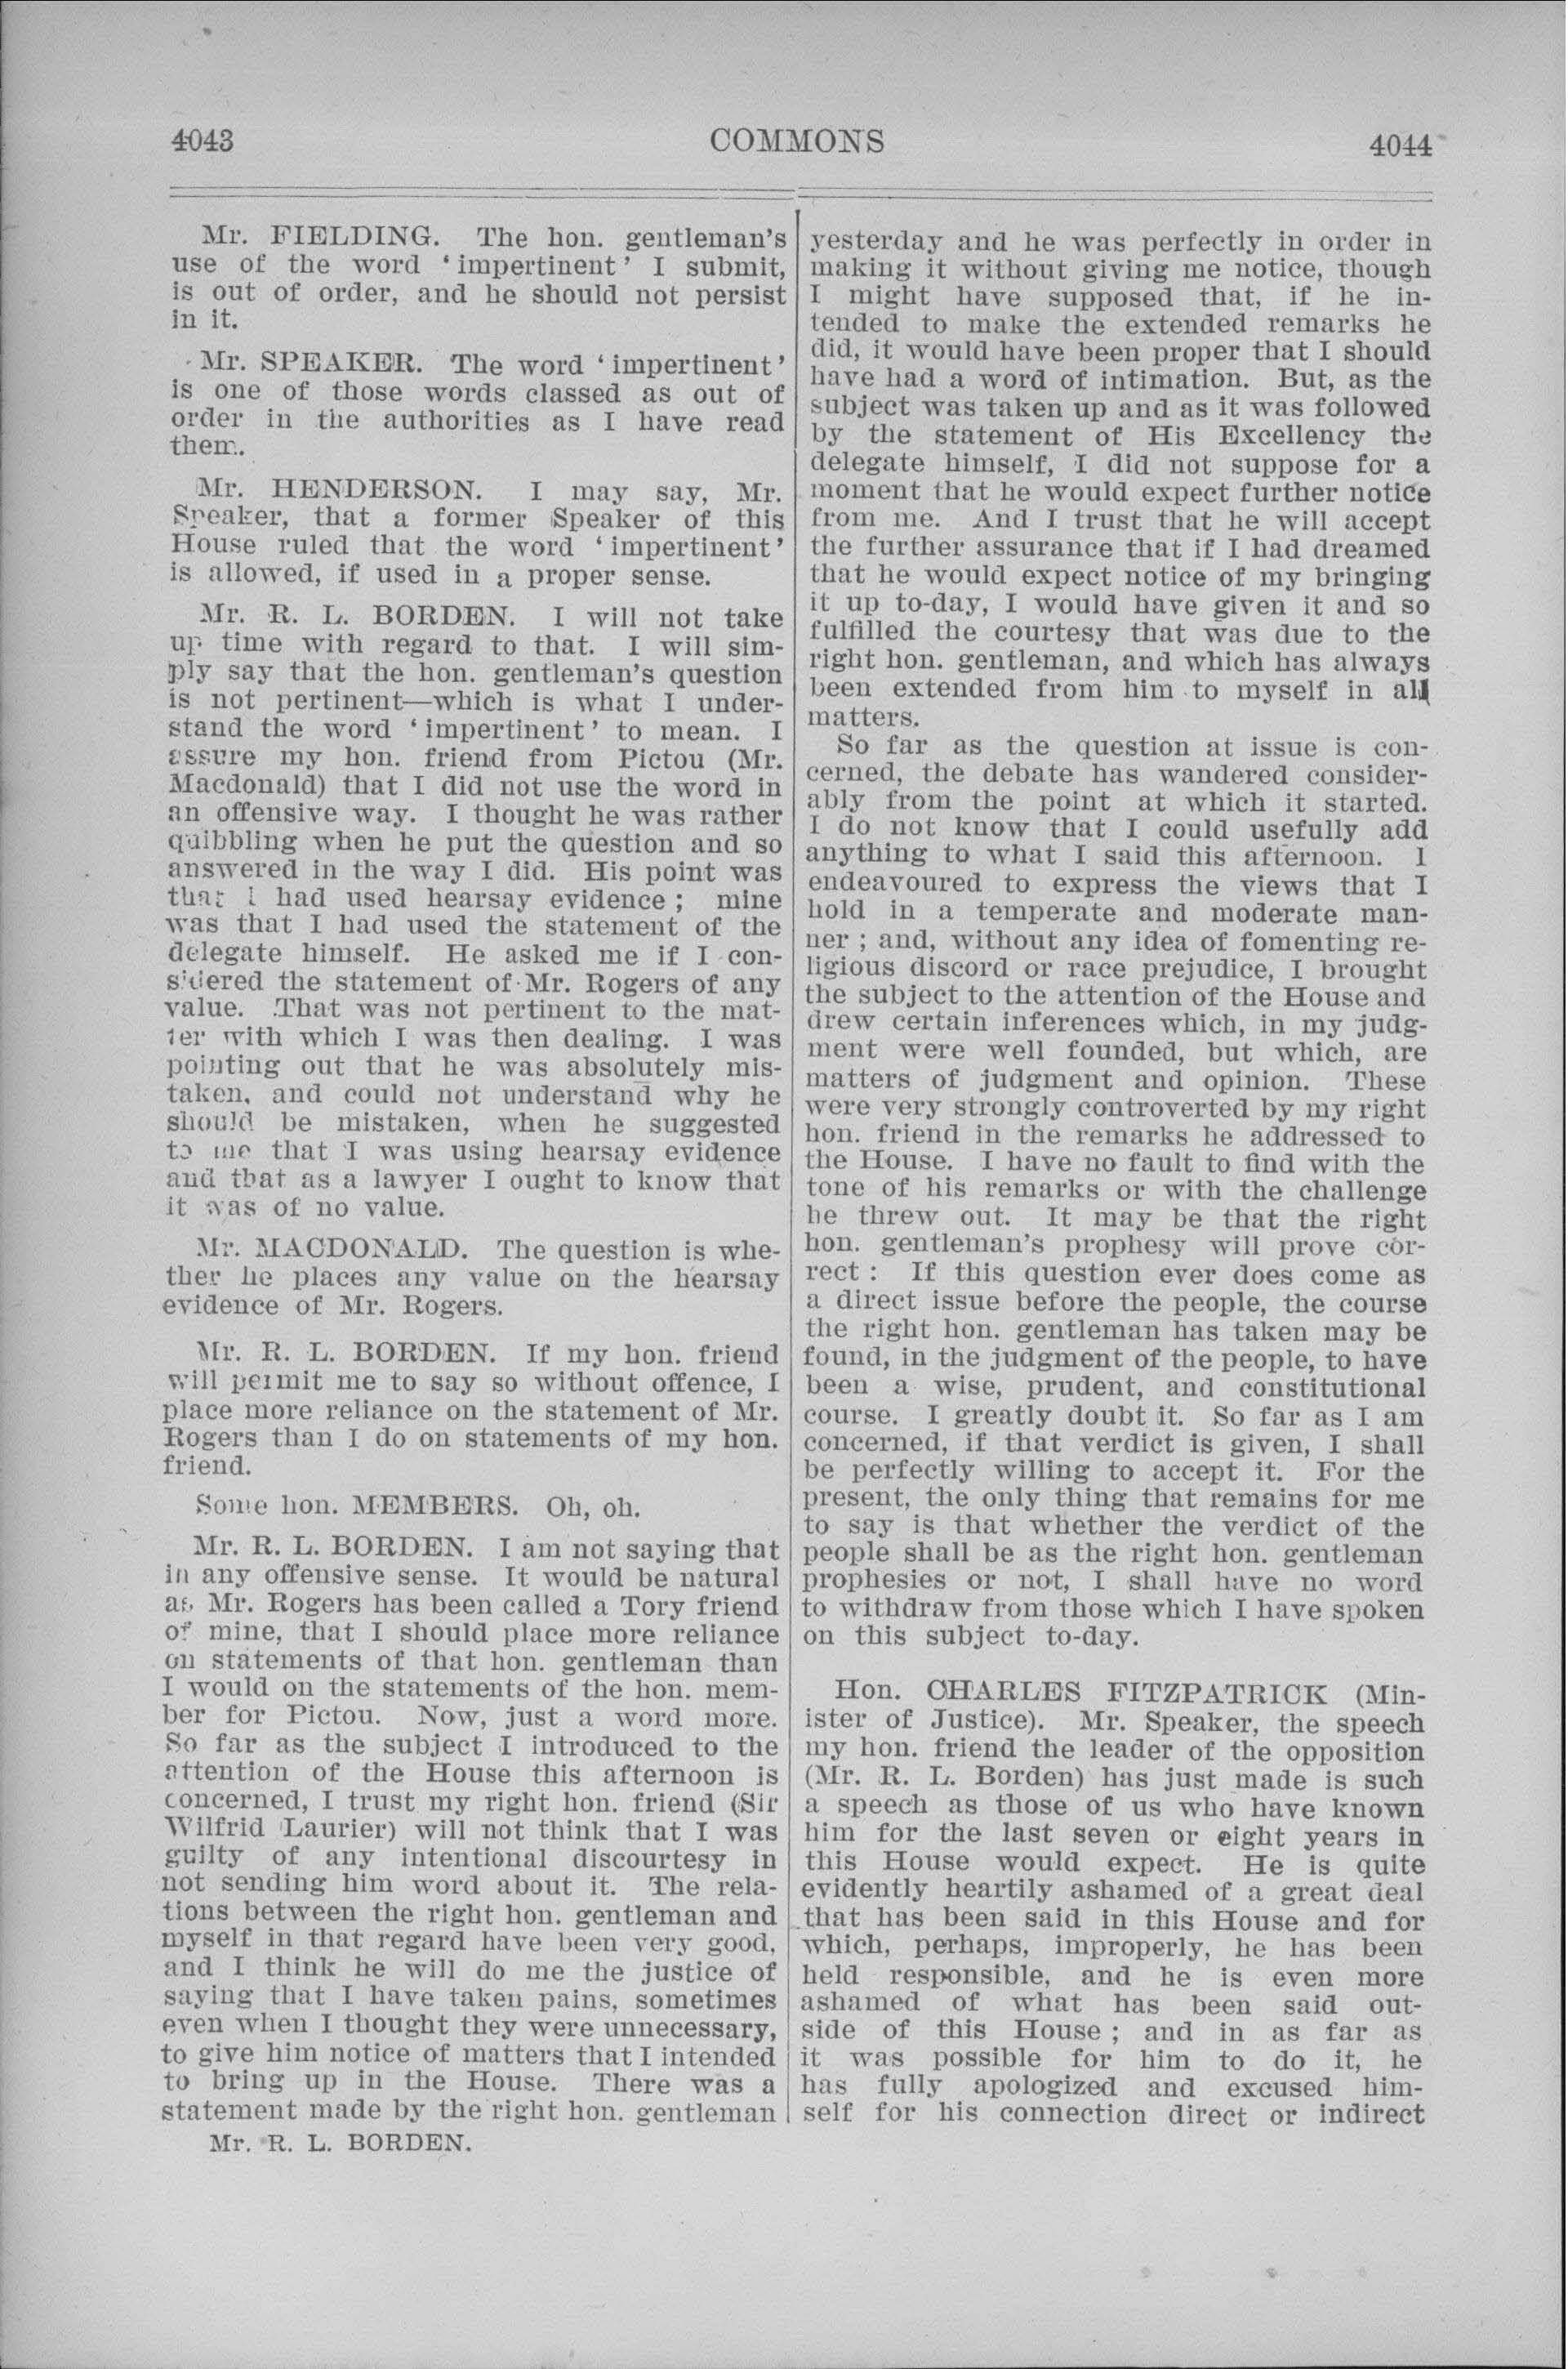 4043
COMMONS
4044
Mr. FIELDING. The hon. gentleman's
use of the word ‘impertinent’ I submit,
is out of order, and he should not persist
in it.
Mr. SPEAKER. The word ‘impertinent’
is one of those words classed as out of
order in the authorities as I have read
them.
Mr. HENDERSON. I may say, Mr.
Speaker, that a former Speaker of this
House ruled that the word ‘impertinent’
is allowed, if used in a proper sense.
Mr. R. L. BORDEN. I will not take
up time with regard to that. I will sim-
ply say that the hon. gentleman's question
is not pertinent—which is what I under-
stand the word ‘impertinent’ to mean. I
assure my hon. friend from Pictou (Mr.
Macdonald) that I did not use the word in
an offensive way. I thought he was rather
quibbling when he put the question and so
answered in the way I did. His point was
that I had used hearsay evidence ; mine
was that I had used the statement of the
delegate himself. He asked me if I con-
sidered the statement of Mr. Rogers of any
value. That was not pertinent to the mat-
ter with which I was then dealing. I was
pointing out that he was absolutely mis-
taken, and could not understand why he
should be mistaken, when he suggested
to me that I was using hearsay evidence
and that as a lawyer I ought to know that
it was of no value.
Mr. MACDONALD. The question is whe-
ther he places any value on the hearsay
evidence of Mr. Rogers.
Mr. R. L. BORDEN. If my hon. friend
will permit me to say so without offence, I
place more reliance on the statement of Mr.
Rogers than I do on statements of my hon.
friend.
Some hon. MEMBERS. Oh, oh.
Mr. R. L. BORDEN. I am not saying that
in any offensive sense. It would be natural
as Mr. Rogers has been called a Tory friend
of mine, that I should place more reliance
on statements of that hon. gentleman than
I would on the statements of the hon. mem-
ber for Pictou. Now, just a word more.
So far as the subject I introduced to the
attention of the House this afternoon is
concerned, I trust my right hon. friend (Sir
Wilfrid Laurier) will not think that I was
guilty of any intentional discourtesy in
not sending him word about it. The rela-
tions between the right hon. gentleman and
myself in that regard have been very good,
and I think he will do me the justice of
saying that I have taken pains, sometimes
even when I thought they were unnecessary,
to give him notice of matters that I intended
to bring up in the House. There was a
statement made by the right hon. gentleman
Mr. R. L. BORDEN.
yesterday and he was perfectly in order in
making it without giving me notice, though
I might have supposed that, if he in-
tended to make the extended remarks he
did, it would have been proper that I should
have had a word of intimation. But, as the
subject was taken up and as it was followed
by the statement of His Excellency the
delegate himself, I did not suppose for a
moment that he would expect further notice
from me. And I trust that he will accept
the further assurance that if I had dreamed
that he would expect notice of my bringing
it up to-day, I would have given it and so
fulfilled the courtesy that was due to the
right hon. gentleman, and which has always
been extended from him to myself in all
matters.
So far as the question at issue is con-
cerned, the debate has wandered consider-
ably from the point at which it started.
I do not know that I could usefully add
anything to what I said this afternoon. I
endeavoured to express the views that I
hold in a temperate and moderate man-
ner ; and, without any idea of fomenting re-
ligious discord or race prejudice, I brought
the subject to the attention of the House and
drew certain inferences which, in my judg-
ment were well founded, but which, are
matters of judgment and opinion. These
were very strongly controverted by my right
hon. friend in the remarks he addressed to
the House. I have no fault to find with the
tone of his remarks or with the challenge
he threw out. It may be that the right
hon. gentleman's prophesy will prove cor-
rect : If this question ever does come as
a direct issue before the people, the course
the right hon. gentleman has taken may be
found, in the judgment of the people, to have
been a wise, prudent, and constitutional
course. I greatly doubt it. So far as I am
concerned, if that verdict is given, I shall
be perfectly willing to accept it. For the
present, the only thing that remains for me
to say is that whether the verdict of the
people shall be as the right hon. gentleman
prophesies or not, I shall have no word
to withdraw from those which I have spoken
on this subject to-day.
Hon. CHARLES FITZPATRICK (Min-
ister of Justice). Mr. Speaker, the speech
my hon. friend the leader of the opposition
(Mr. R. L. Borden) has just made is such
a speech as those of us who have known
him for the last seven or eight years in
this House would expect. He is quite
evidently heartily ashamed of a great deal
that has been said in this House and for
which, perhaps, improperly, he has been
held responsible, and he is even more
ashamed of what has been said out-
side of this House ; and in as far as
it was possible for him to do it, he
has fully apologized and excused him-
self for his connection direct or indirect